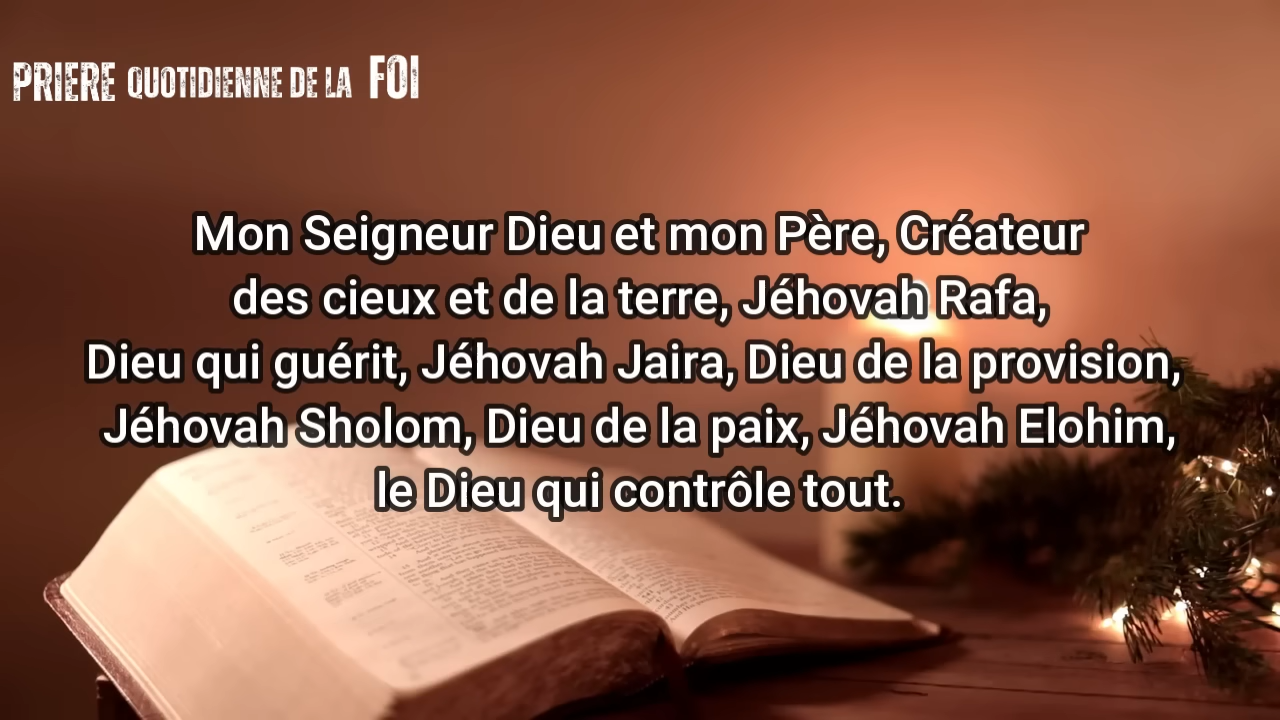 PRIERE QUOTIDIENNE DE LA FOI
Mon Seigneur Dieu et mon Père, Créateur
des cieux et de la terre, Jéhovah Rafa,
Dieu qui guérit, Jéhovah Jaira, Dieu de la provision,
Jéhovah Sholom, Dieu de la paix, Jéhovah Elohim,
le Dieu qui contrôle tout.